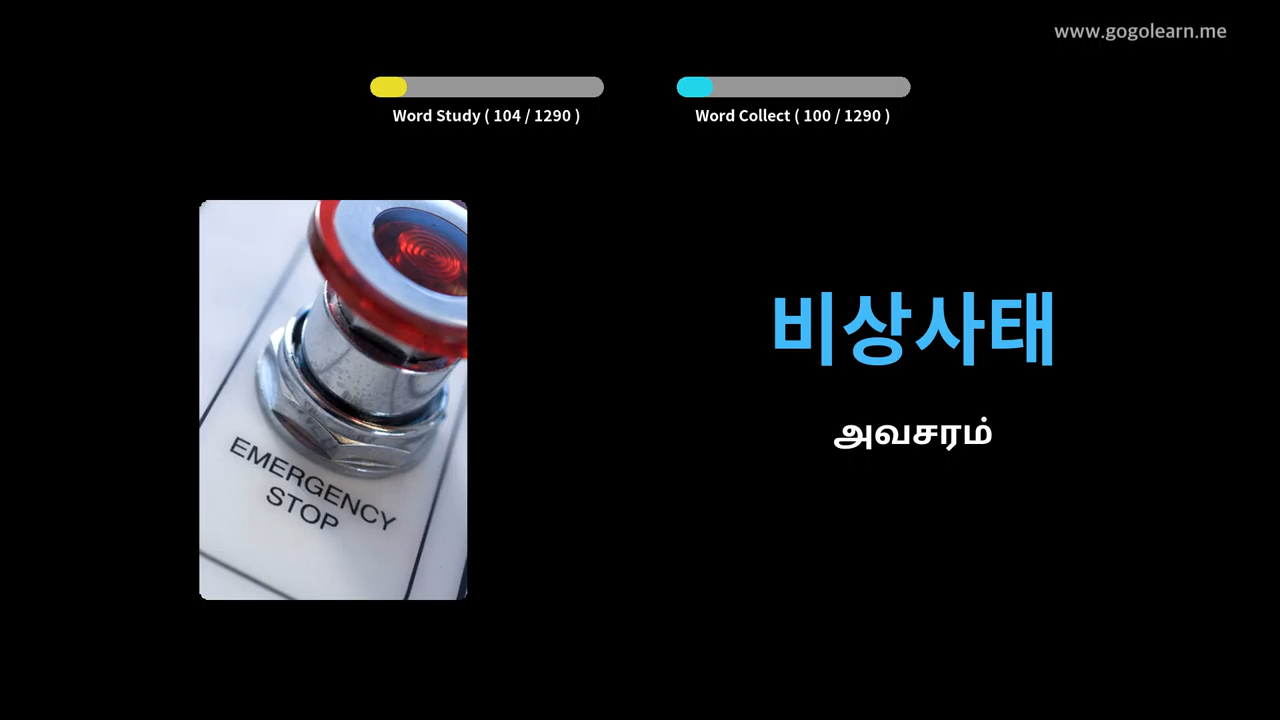 www.gogolearn.me
Word Study ( 104 / 1290 )
Word Collect ( 100 / 1290 )
EMERGENCY
STOP
비상사태
அவசரம்